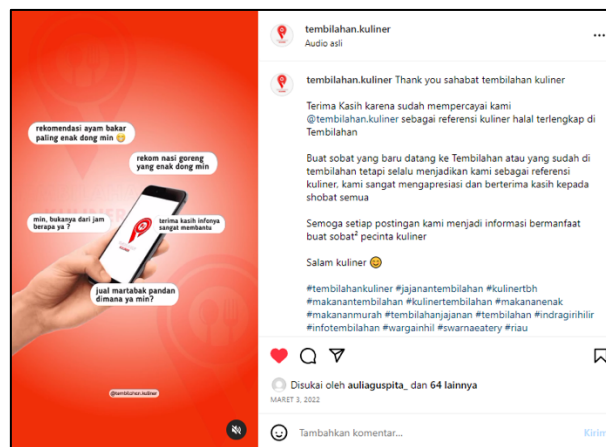 rekomendasi ayam bakar
paling enak dong min 😁
rekom nasi goreng
yang enak dong min
min, bukanya dari jam
berapa ya ?
terima kasih infonya
sangat membantu
jual martabak pandan
dimana ya min?
@tembilahan.kuliner
tembilahan.kuliner
Audio asli
tembilahan.kuliner Thank you sahabat tembilahan kuliner
Terima Kasih karena sudah mempercayai kami
@tembilahan.kuliner sebagai referensi kuliner halal terlengkap di
Tembilahan
Buat sobat yang baru datang ke Tembilahan atau yang sudah di
tembilahan tetapi selalu menjadikan kami sebagai referensi
kuliner, kami sangat mengapresiasi dan berterima kasih kepada
shobat semua
Semoga setiap postingan kami menjadi informasi bermanfaat
buat sobat² pecinta kuliner
Salam kuliner 😊
#tembilahankuliner #jajanantembilahan #kulinertbh
#makanantembilahan #kulinertembilahan #makananenak
#makananmurah #tembilahanjajanan #tembilahan #indragirihilir
#infotembilahan #wargainhil #swarnaeatery #riau
Disukai oleh auliaguspita_ dan 64 lainnya
MARET 3, 2022
Tambahkan komentar...
Kirim